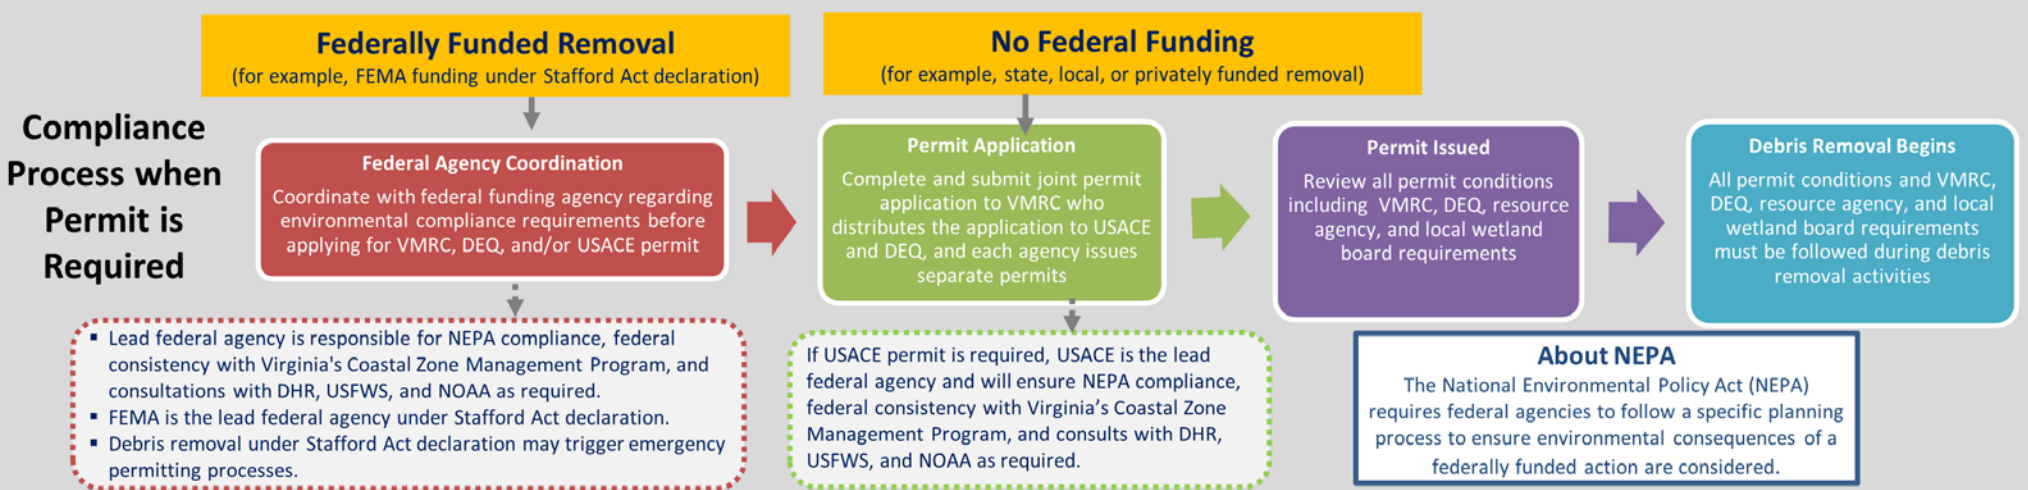 Compliance
Process when
Permit is
Required
Federally Funded Removal
(for example, FEMA funding under Stafford Act declaration)
Federal Agency Coordination
Coordinate with federal funding agency regarding
environmental compliance requirements before
applying for VMRC, DEQ, and/or USACE permit
▪ Lead federal agency is responsible for NEPA compliance, federal
consistency with Virginia's Coastal Zone Management Program, and
consultations with DHR, USFWS, and NOAA as required.
▪ FEMA is the lead federal agency under Stafford Act declaration.
▪ Debris removal under Stafford Act declaration may trigger emergency
permitting processes.
No Federal Funding
(for example, state, local, or privately funded removal)
Permit Application
Complete and submit joint permit
application to VMRC who
distributes the application to USACE
and DEQ, and each agency issues
separate permits
If USACE permit is required, USACE is the lead
federal agency and will ensure NEPA compliance,
federal consistency with Virginia’s Coastal Zone
Management Program, and consults with DHR,
USFWS, and NOAA as required.
Permit Issued
Review all permit conditions
including VMRC, DEQ, resource
agency, and local wetland
board requirements
Debris Removal Begins
All permit conditions and VMRC,
DEQ, resource agency, and local
wetland board requirements
must be followed during debris
removal activities
About NEPA
The National Environmental Policy Act (NEPA)
requires federal agencies to follow a specific planning
process to ensure environmental consequences of a
federally funded action are considered.